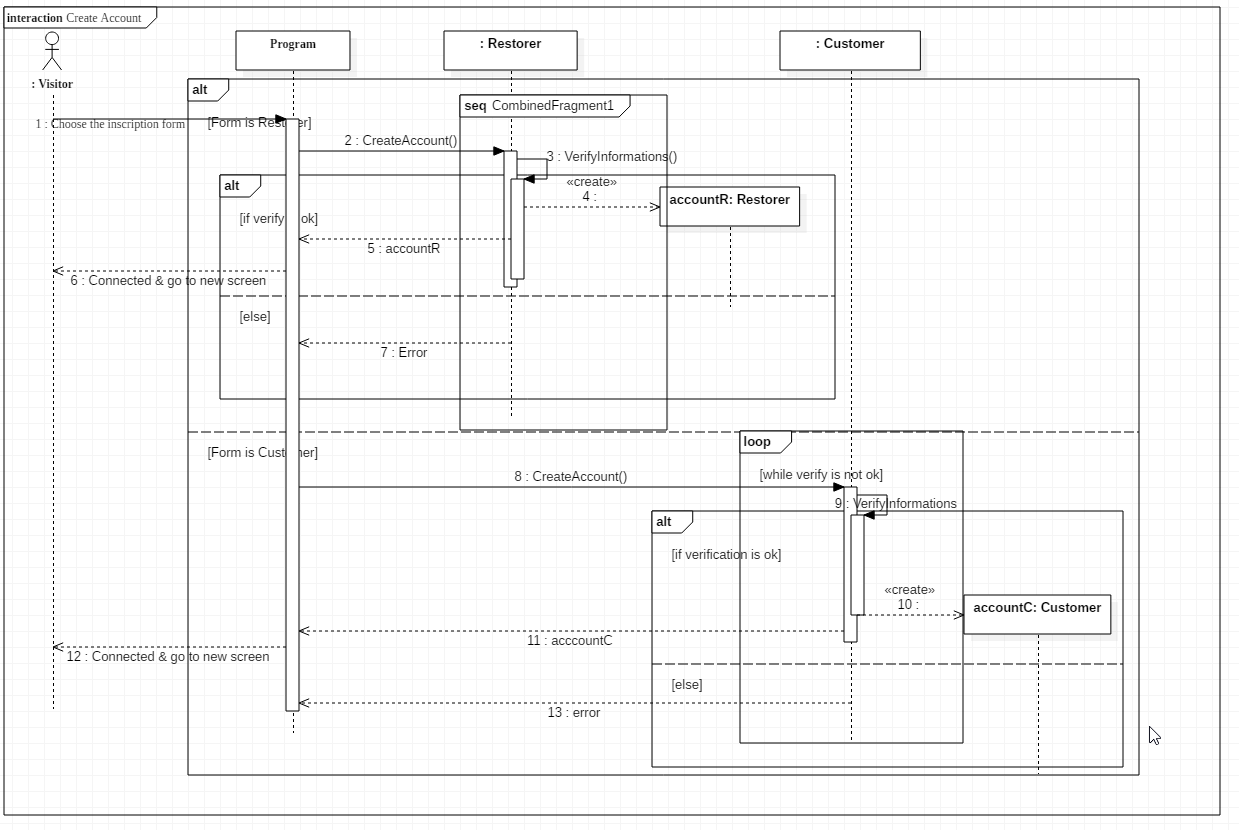 interaction Create Account
Program
: Restorer
: Customer
: Visitor
alt
seq CombinedFragment1
1 : Choose the inscription form
[Form is Restorer]
2 : CreateAccount()
3 : VerifyInformations()
alt
«create»
4 :
accountR: Restorer
[if verify is ok]
5 : accountR
6 : Connected & go to new screen
[else]
7 : Error
loop
[Form is Customer]
8 : CreateAccount()
[while verify is not ok]
9 : VerifyInformations
alt
[if verification is ok]
«create»
10 :
accountC: Customer
11 : acccountC
12 : Connected & go to new screen
[else]
13 : error